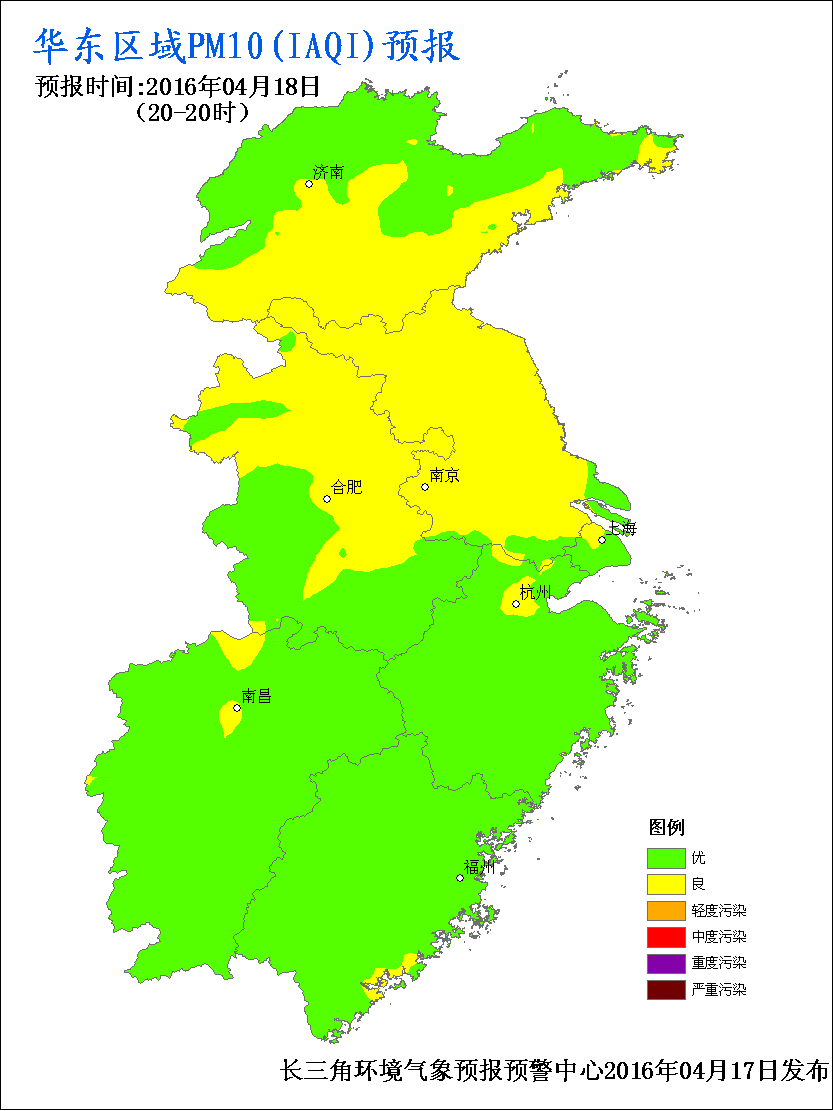 华东区域PM10(IAQI)预报
预报时间:2016年04月18日
（20-20时）
济南
合肥
南京
上海
杭州
南昌
福州
图例
优
良
轻度污染
中度污染
重度污染
严重污染
长三角环境气象预报预警中心2016年04月17日发布